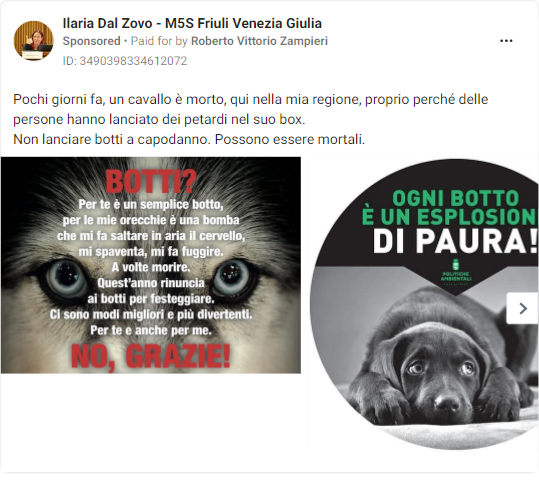 Ilaria Dal Zovo - M5S Friuli Venezia Giulia
Sponsored • Paid for by Roberto Vittorio Zampieri
ID: 3490398334612072
Pochi giorni fa, un cavallo è morto, qui nella mia regione, proprio perché delle
persone hanno lanciato dei petardi nel suo box.
Non lanciare botti a capodanno. Possono essere mortali.
BOTTI?
Per te è un semplice botto,
per le mie orecchie è una bomba
che mi fa saltare in aria il cervello,
mi spaventa, mi fa fuggire.
A volte morire.
Quest'anno rinuncia
ai botti per festeggiare.
Ci sono modi migliori e più divertenti.
Per te e anche per me.
NO, GRAZIE!
OGNI BOTTO
È UN ESPLOSION
DI PAURA!
POLITICHE
AMBIENTALI